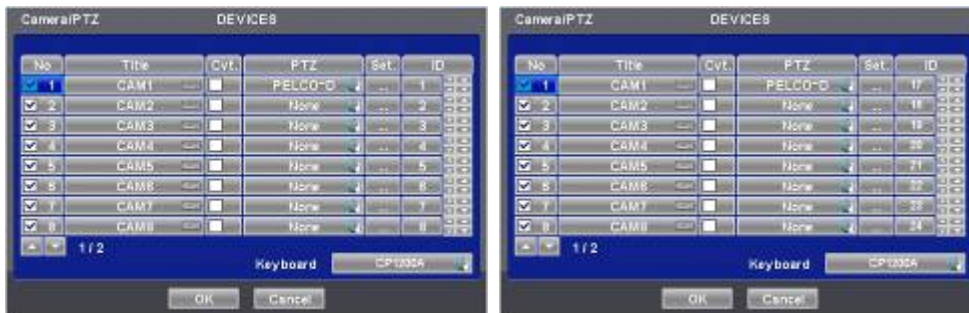 Camera/PTZ DEVICES
No Title Cvt. PTZ Set. ID
1 CAM1 PELCO-D .. 1
2 CAM2 None .. 2
3 CAM3 None .. 3
4 CAM4 None .. 4
5 CAM5 None .. 5
6 CAM6 None .. 6
7 CAM7 None .. 7
8 CAM8 None .. 8
1 / 2
Keyboard CP1200A
OK Cancel
Camera/PTZ DEVICES
No Title Cvt. PTZ Set. ID
1 CAM1 PELCO-D .. 17
2 CAM2 None .. 18
3 CAM3 None .. 19
4 CAM4 None .. 20
5 CAM5 None .. 21
6 CAM6 None .. 22
7 CAM7 None .. 23
8 CAM8 None .. 24
1 / 2
Keyboard CP1200A
OK Cancel